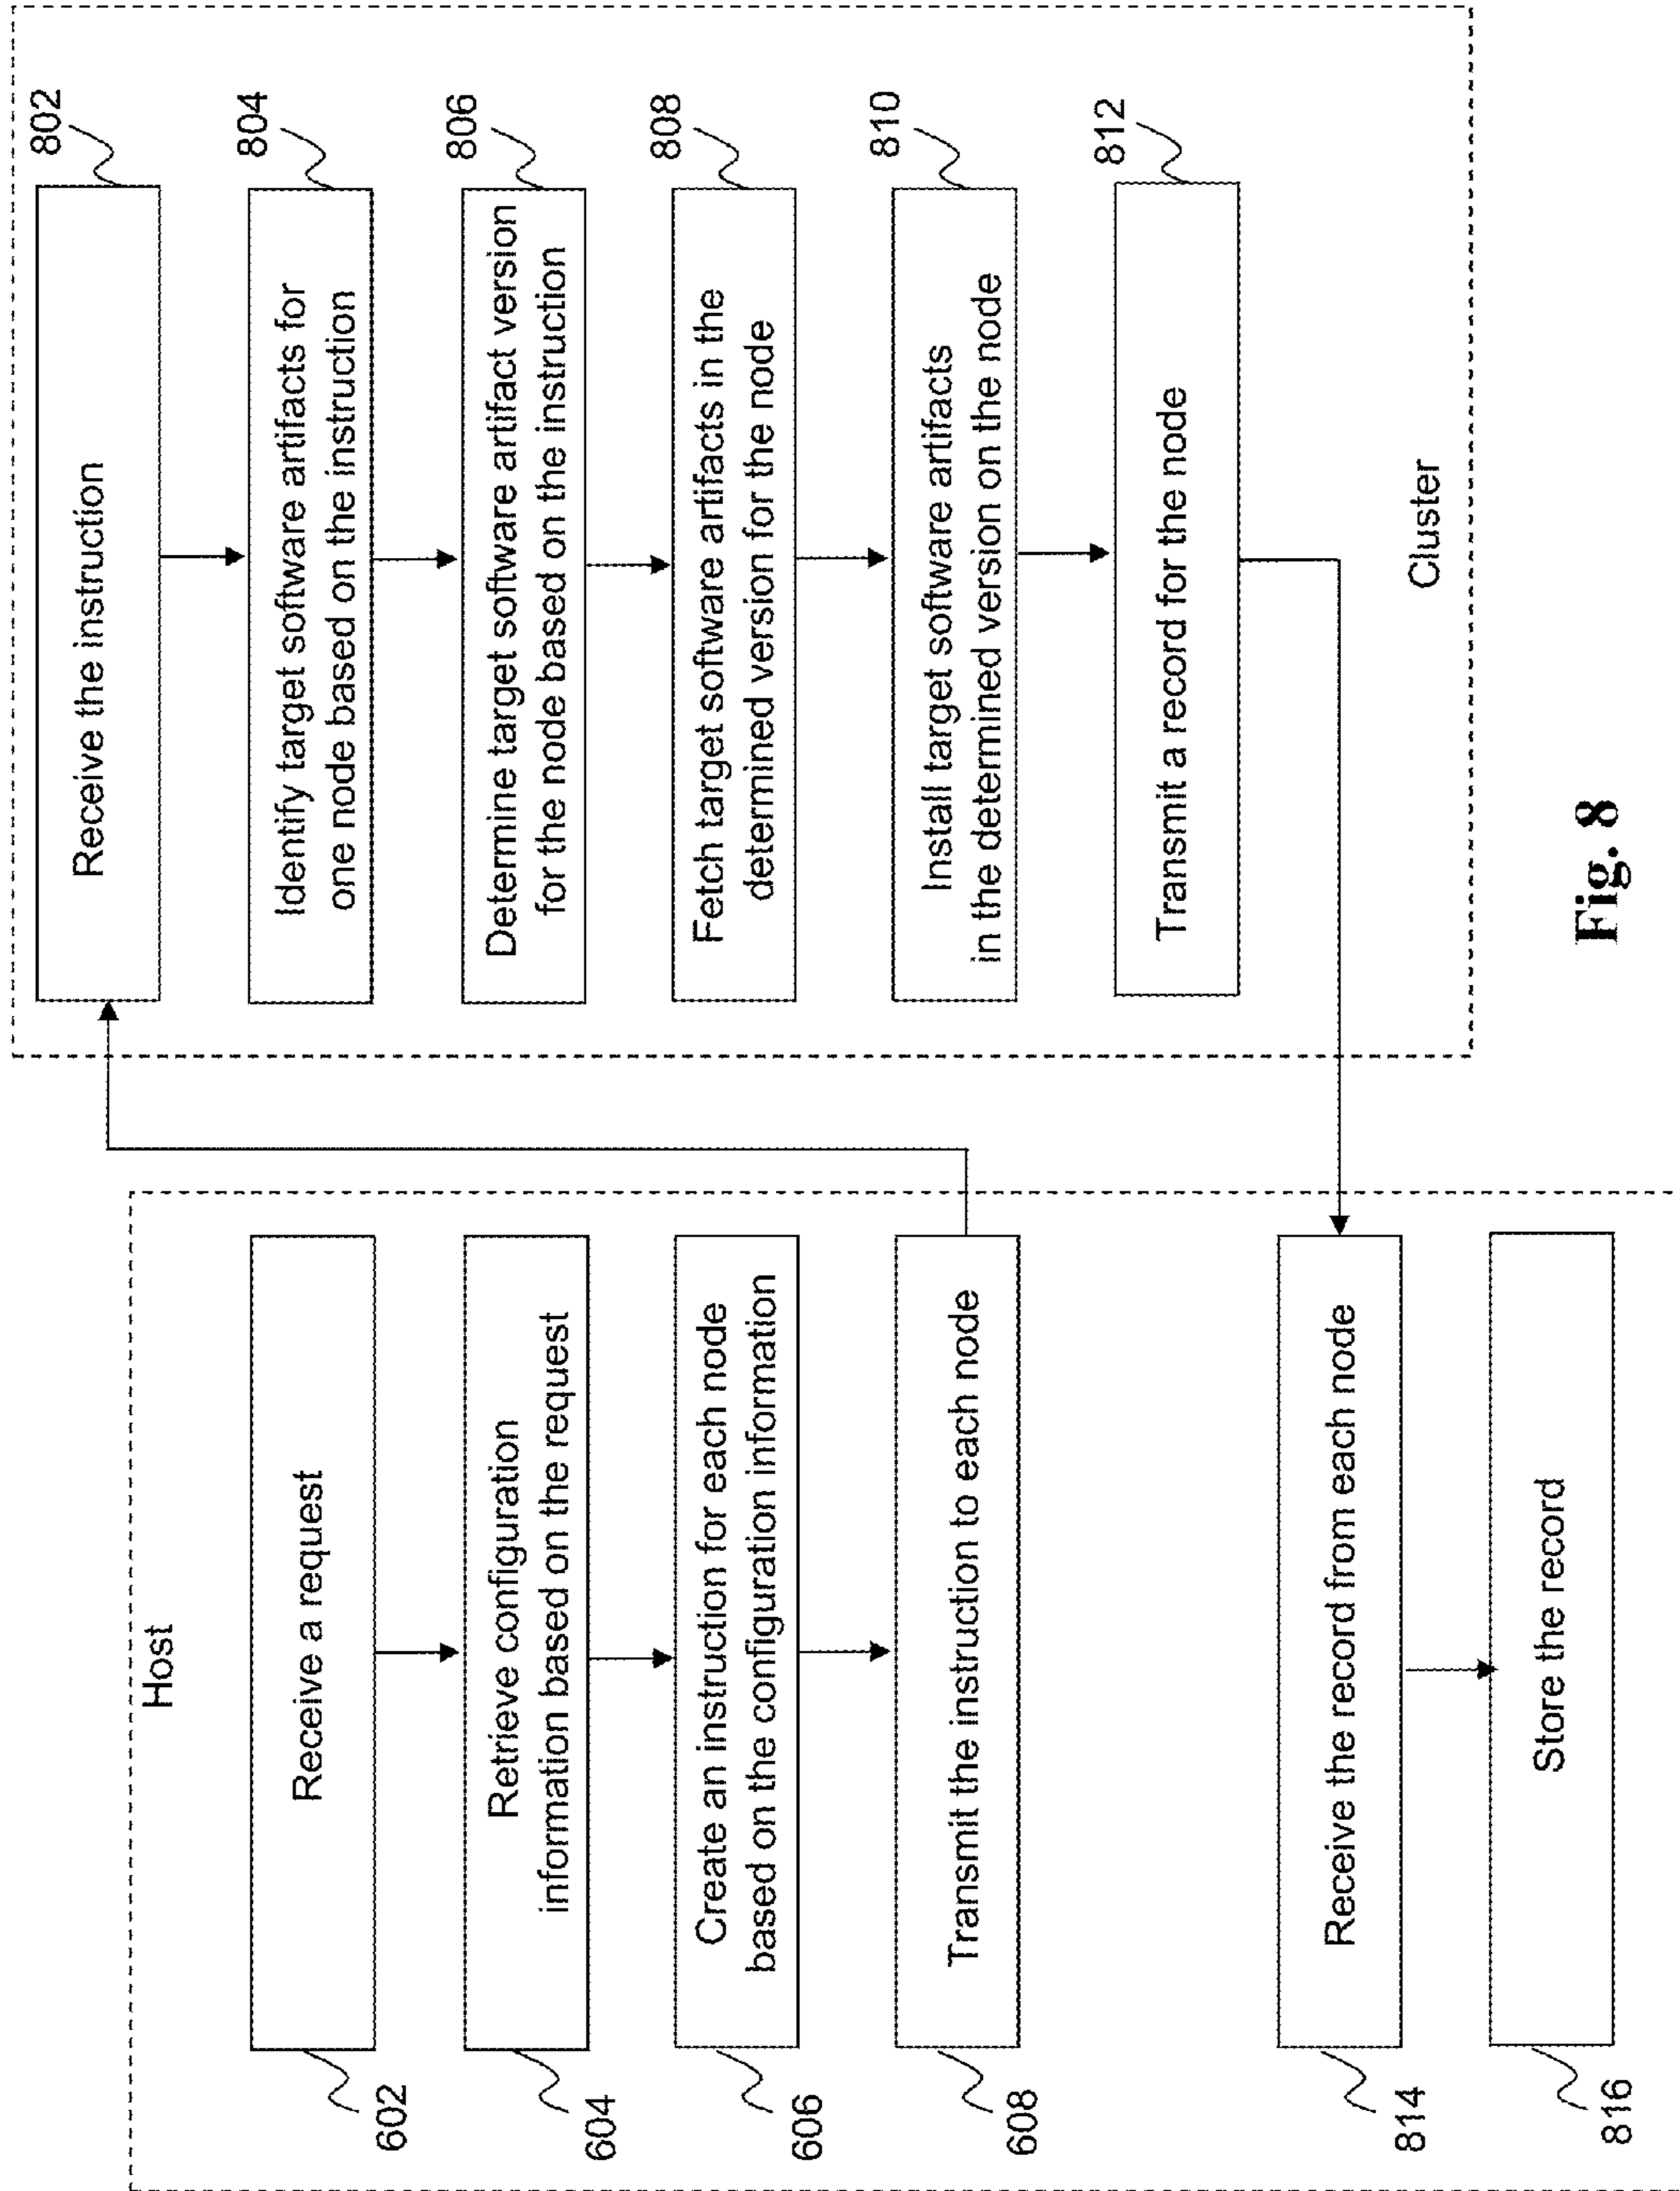 Host
Receive a request
602
Retrieve configuration
information based on the request
604
Create an instruction for each node
based on the configuration information
606
Transmit the instruction to each node
608
Receive the record from each node
814
Store the record
816
Receive the instruction
802
Identify target software artifacts for
one node based on the instruction
804
Determine target software artifact version
for the node based on the instruction
806
Fetch target software artifacts in the
determined version for the node
808
Install target software artifacts
in the determined version on the node
810
Transmit a record for the node
812
Cluster
Fig. 8